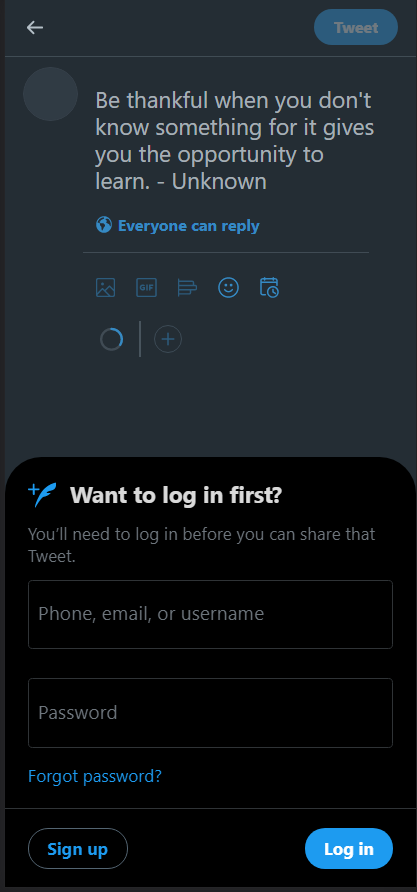 Tweet
Be thankful when you don't
know something for it gives
you the opportunity to
learn. - Unknown
Everyone can reply
GIF
Want to log in first?
You'll need to log in before you can share that
Tweet.
Phone, email, or username
Password
Forgot password?
Sign up
Log in